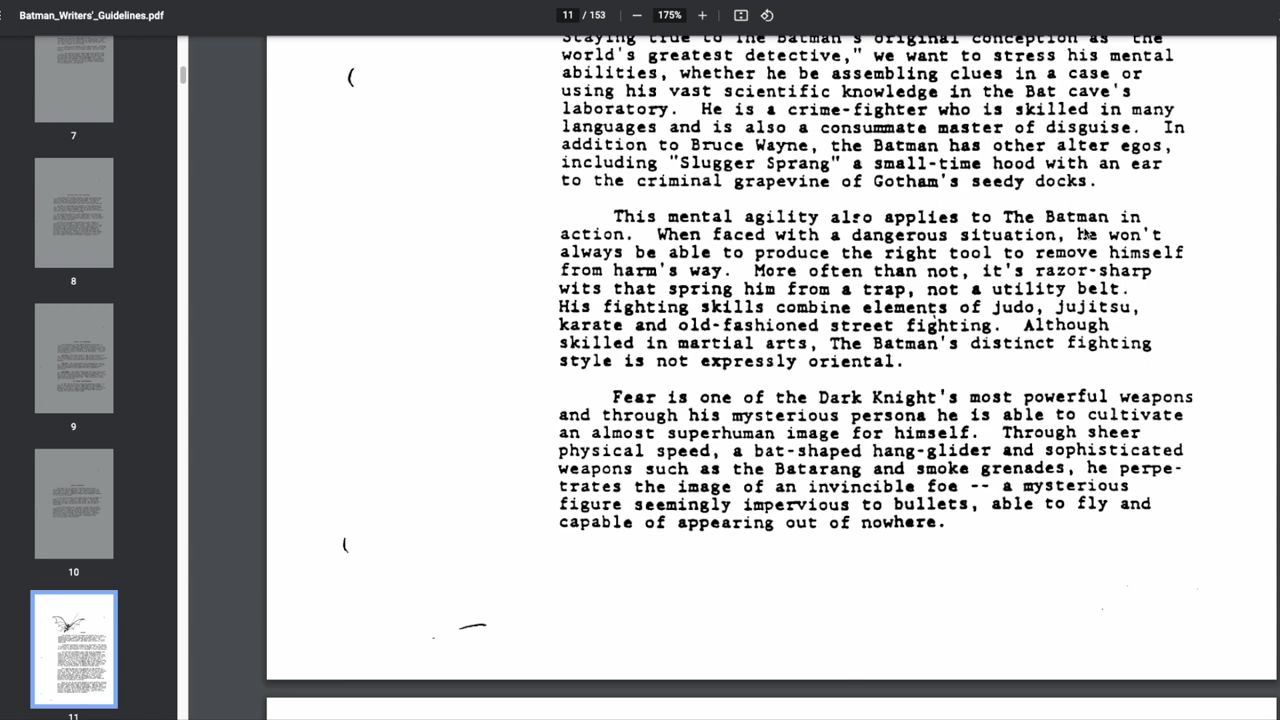 Batman_Writers'_Guidelines.pdf
11 / 153
175%
7
8
9
10
11
Staying true to The Batman's original conception as "the
world's greatest detective," we want to stress his mental
abilities, whether he be assembling clues in a case or
using his vast scientific knowledge in the Bat cave's
laboratory. He is a crime-fighter who is skilled in many
languages and is also a consummate master of disguise. In
addition to Bruce Wayne, the Batman has other alter egos,
including "Slugger Sprang" a small-time hood with an ear
to the criminal grapevine of Gotham's seedy docks.
This mental agility also applies to The Batman in
action. When faced with a dangerous situation, he won't
always be able to produce the right tool to remove himself
from harm's way. More often than not, it's razor-sharp
wits that spring him from a trap, not a utility belt.
His fighting skills combine elements of judo, jujitsu,
karate and old-fashioned street fighting. Although
skilled in martial arts, The Batman's distinct fighting
style is not expressly oriental.
Fear is one of the Dark Knight's most powerful weapons
and through his mysterious persona he is able to cultivate
an almost superhuman image for himself. Through sheer
physical speed, a bat-shaped hang-glider and sophisticated
weapons such as the Batarang and smoke grenades, he perpe-
trates the image of an invincible foe -- a mysterious
figure seemingly impervious to bullets, able to fly and
capable of appearing out of nowhere.